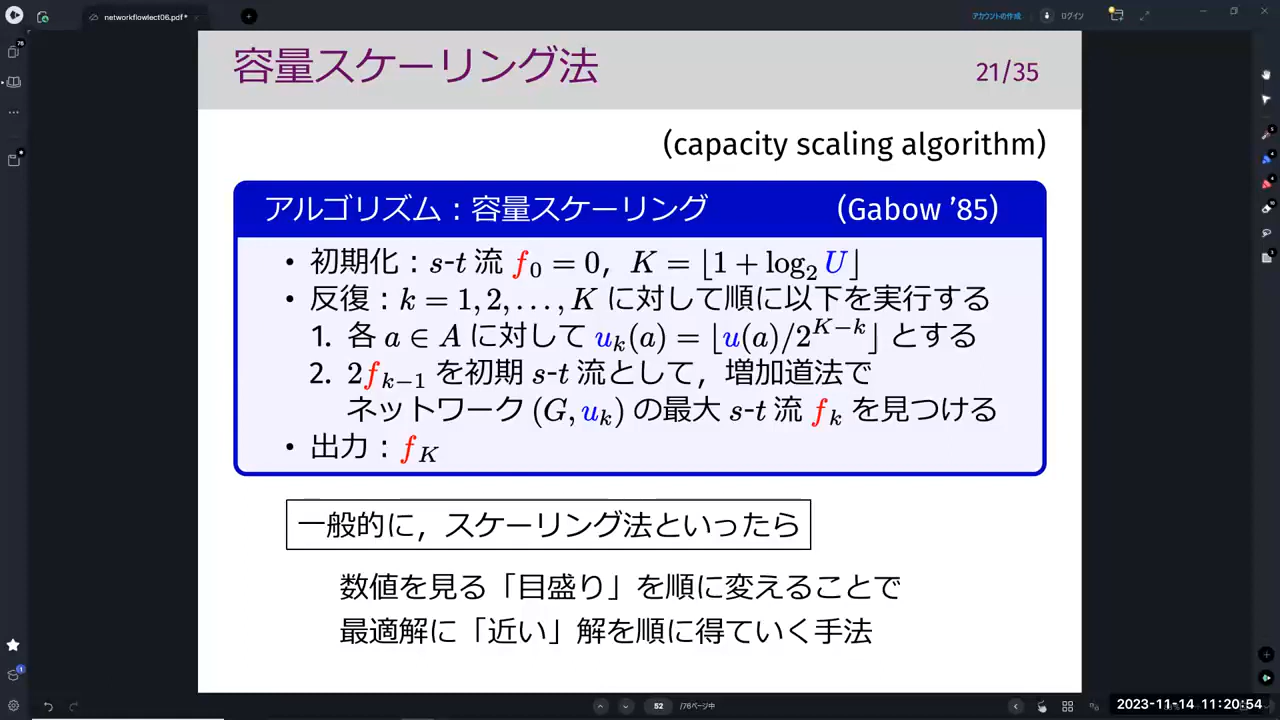 networkflowlect06.pdf*
アカウントの作成
ログイン
容量スケーリング法
21/35
(capacity scaling algorithm)
アルゴリズム：容量スケーリング (Gabow ’85)
• 初期化：s-t 流 f₀ = 0，K = ⌊1 + log₂ U⌋
• 反復：k = 1, 2, . . . , K に対して順に以下を実行する
1. 各 a ∈ A に対して uₖ(a) = ⌊u(a)/2^{K−k}⌋ とする
2. 2fₖ₋₁ を初期 s-t 流として，増加道法で
ネットワーク (G, uₖ) の最大 s-t 流 fₖ を見つける
• 出力：f_K
一般的に，スケーリング法といったら
数値を見る「目盛り」を順に変えることで
最適解に「近い」解を順に得ていく手法
52 /76ページ中
2023-11-14 11:20:54